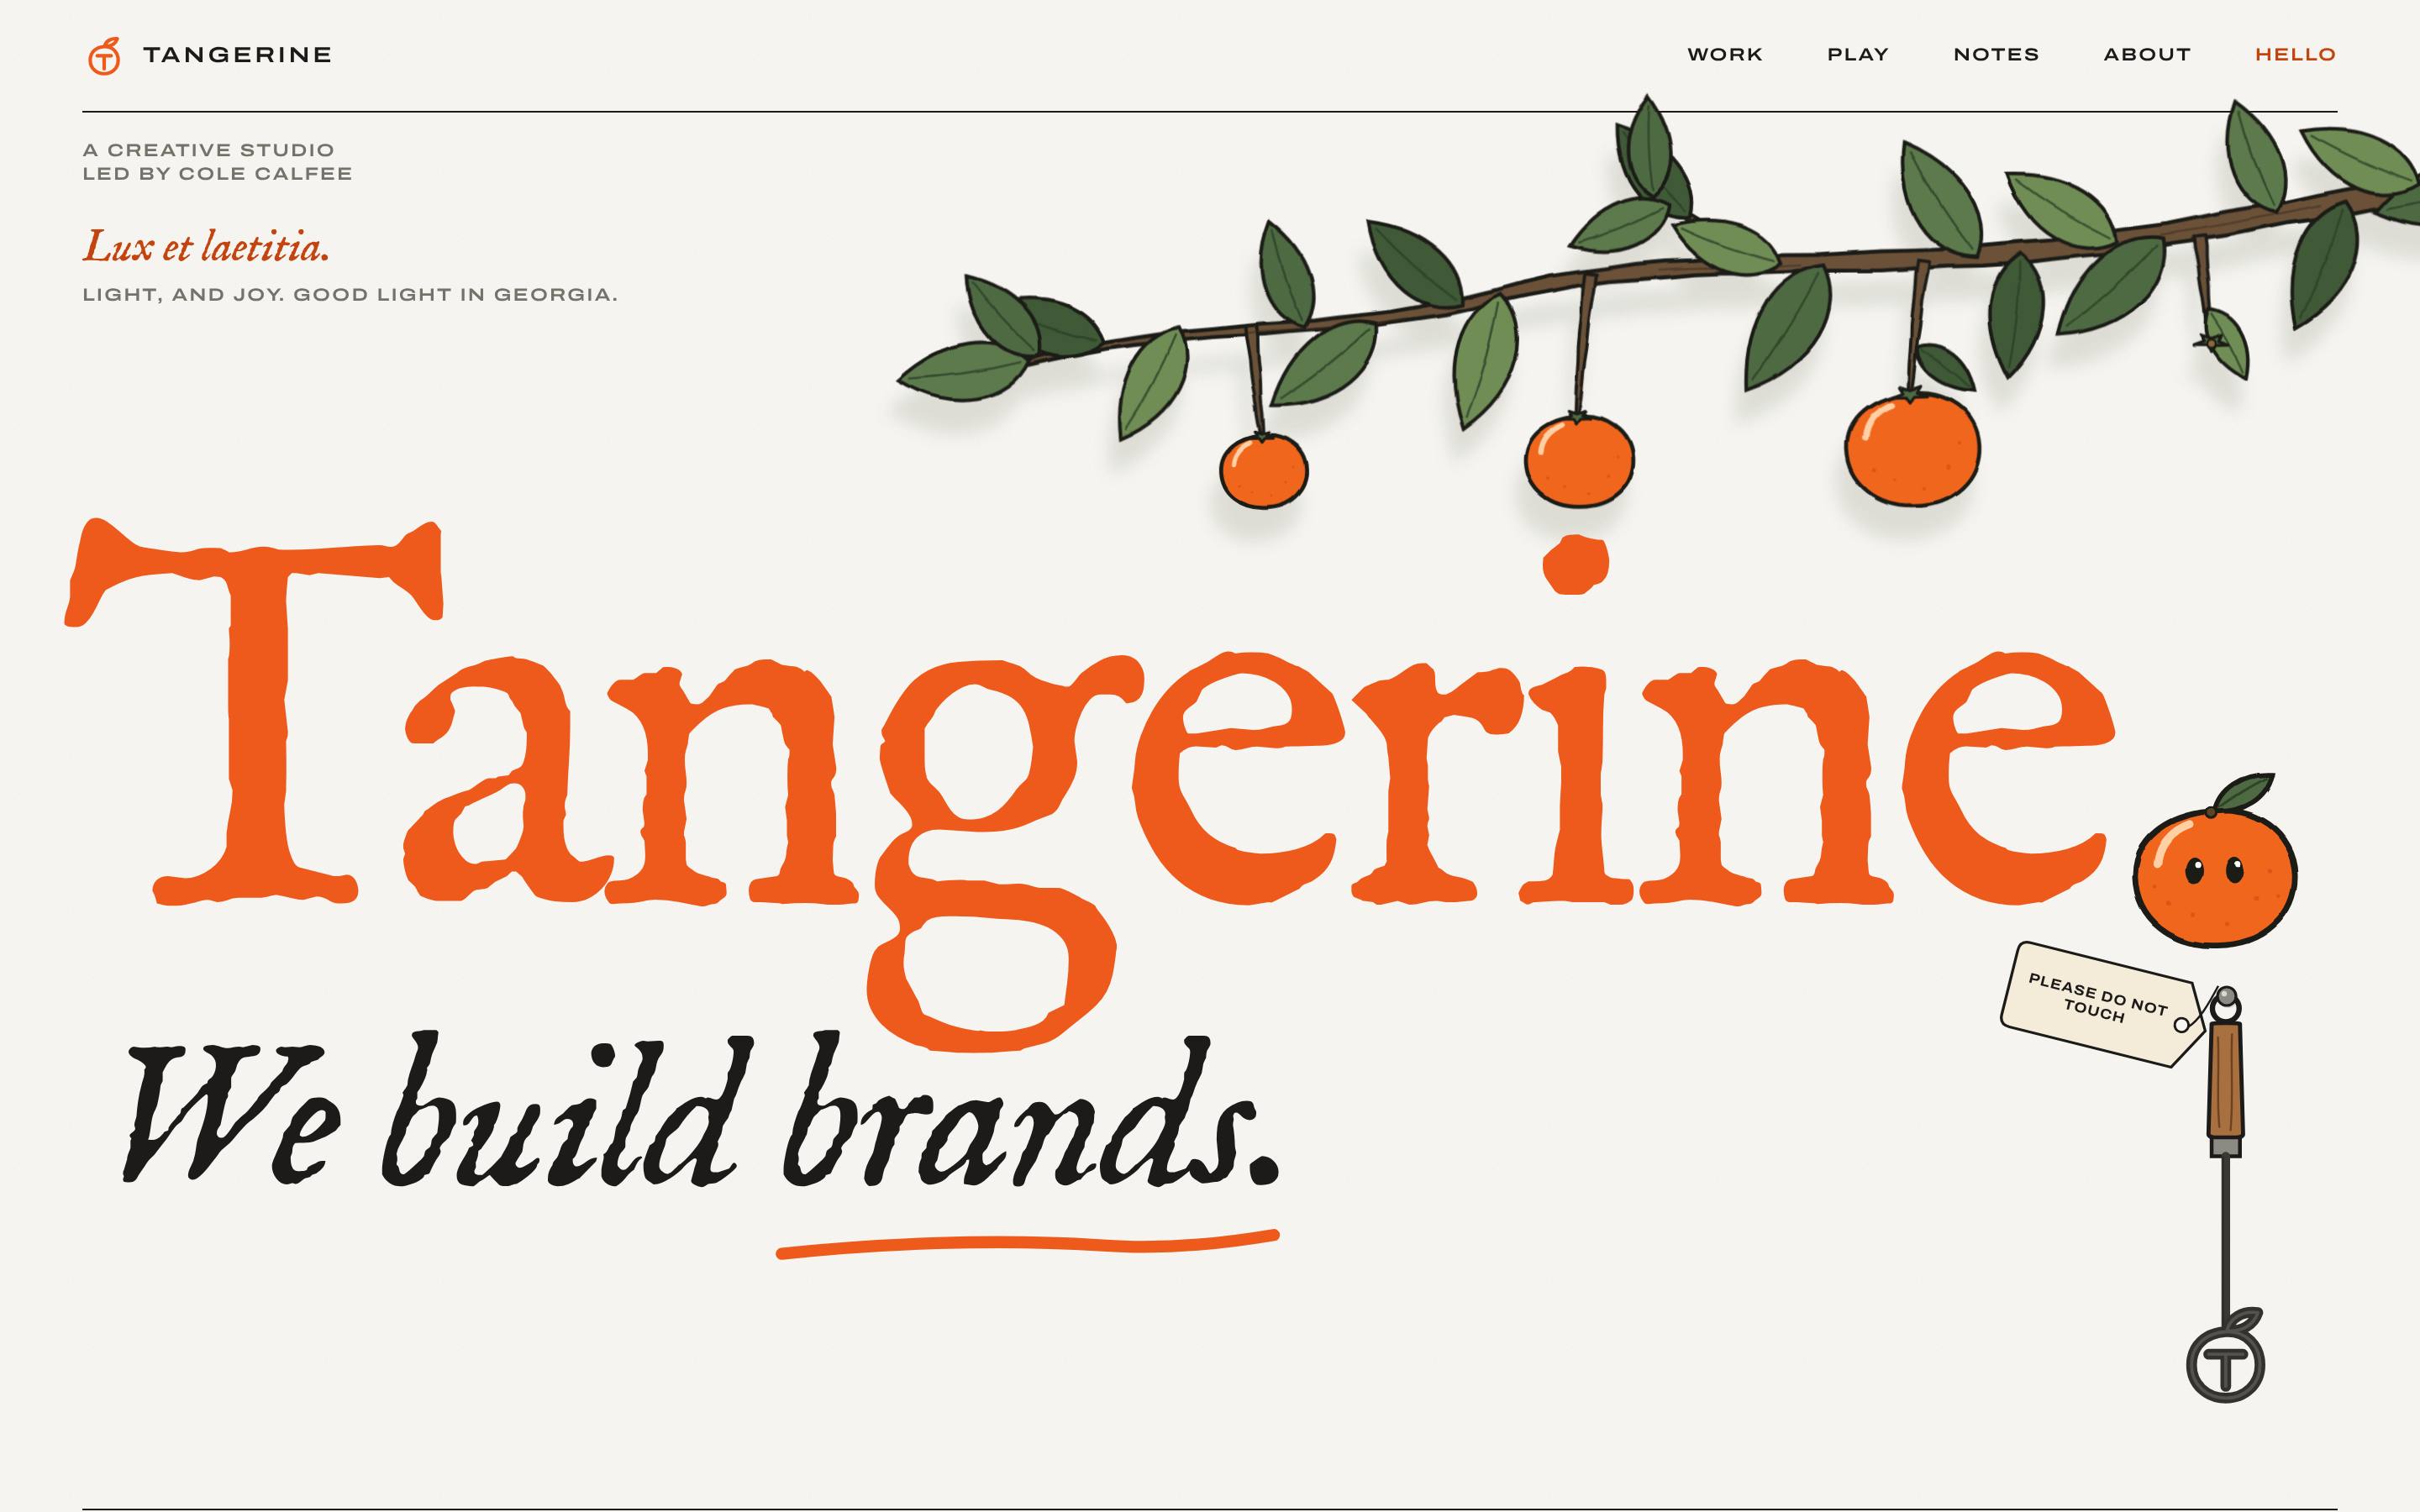 TANGERINE
WORK PLAY NOTES ABOUT HELLO
A CREATIVE STUDIO
LED BY COLE CALFEE
Lux et laetitia.
LIGHT, AND JOY. GOOD LIGHT IN GEORGIA.
Tangerine
PLEASE DO NOT
TOUCH
We build brands.
T